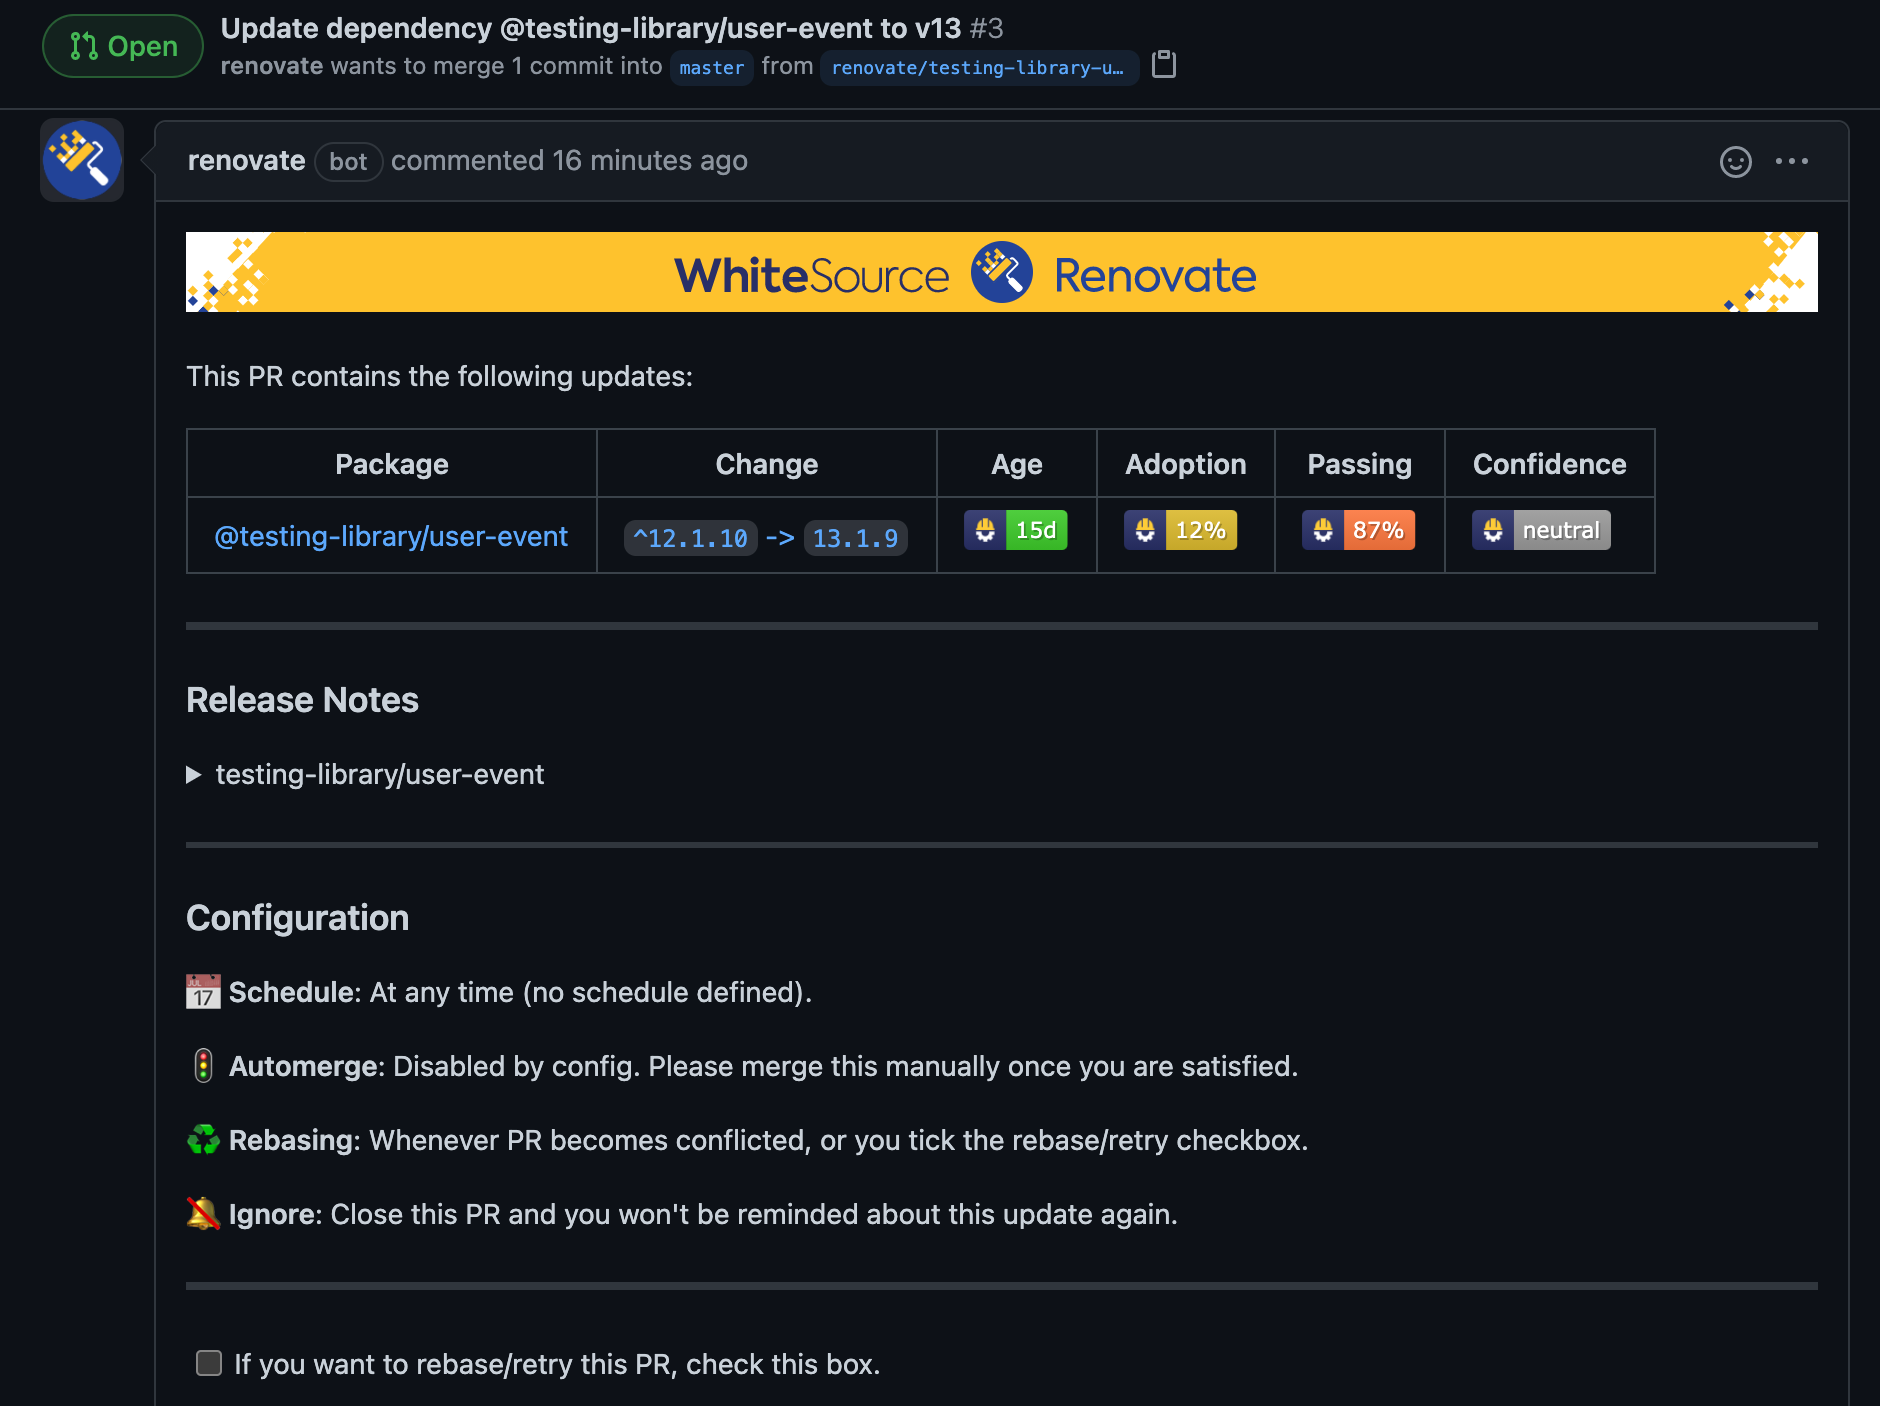 Open
Update dependency @testing-library/user-event to v13 #3
renovate wants to merge 1 commit into master from renovate/testing-library-u…
renovate bot commented 16 minutes ago
WhiteSource Renovate
This PR contains the following updates:
Package Change Age Adoption Passing Confidence
@testing-library/user-event ^12.1.10 -> 13.1.9 15d 12% 87% neutral
Release Notes
testing-library/user-event
Configuration
JUL 17 Schedule: At any time (no schedule defined).
Automerge: Disabled by config. Please merge this manually once you are satisfied.
Rebasing: Whenever PR becomes conflicted, or you tick the rebase/retry checkbox.
Ignore: Close this PR and you won't be reminded about this update again.
If you want to rebase/retry this PR, check this box.